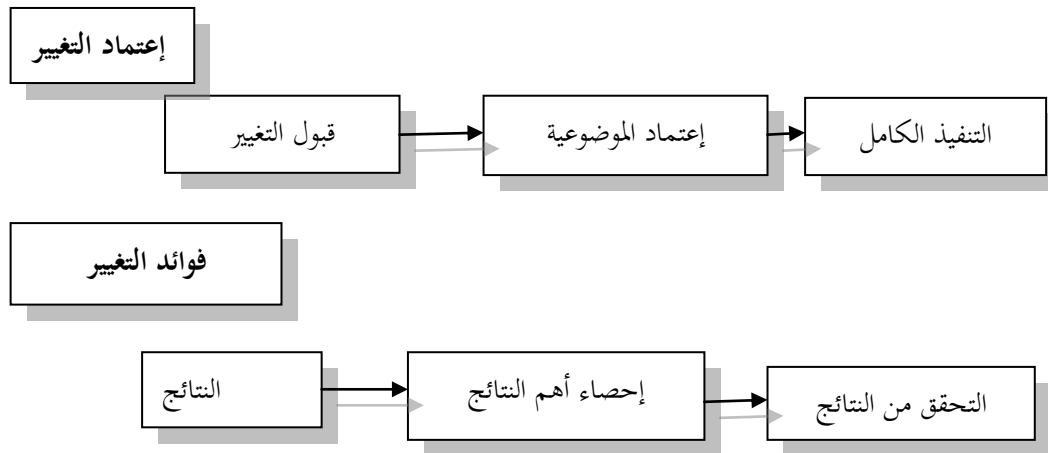 إعتماد التغيير
قبول التغيير
إعتماد الموضوعية
التنفيذ الكامل
فوائد التغيير
النتائج
إحصاء أهم النتائج
التحقق من النتائج